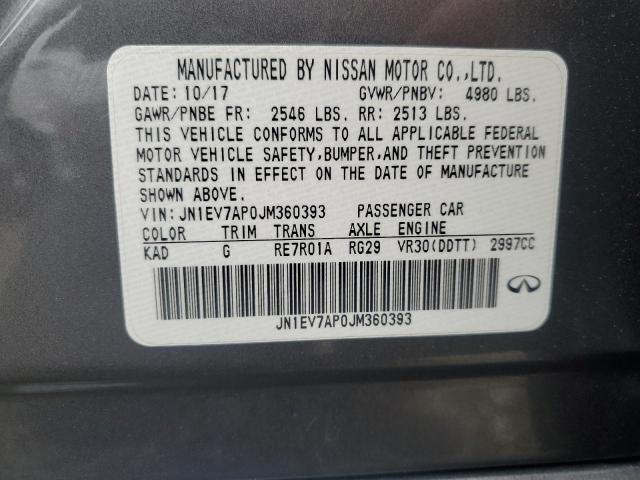 MANUFACTURED BY NISSAN MOTOR CO.,LTD.
DATE: 10/17 GVWR/PNBV: 4980 LBS.
GAWR/PNBE FR: 2546 LBS. RR: 2513 LBS.
THIS VEHICLE CONFORMS TO ALL APPLICABLE FEDERAL
MOTOR VEHICLE SAFETY,BUMPER,AND THEFT PREVENTION
STANDARDS IN EFFECT ON THE DATE OF MANUFACTURE
SHOWN ABOVE.
VIN:JN1EV7AP0JM360393 PASSENGER CAR
COLOR TRIM TRANS AXLE ENGINE
KAD G RE7R01A RG29 VR30(DDTT) 2997CC
JN1EV7AP0JM360393